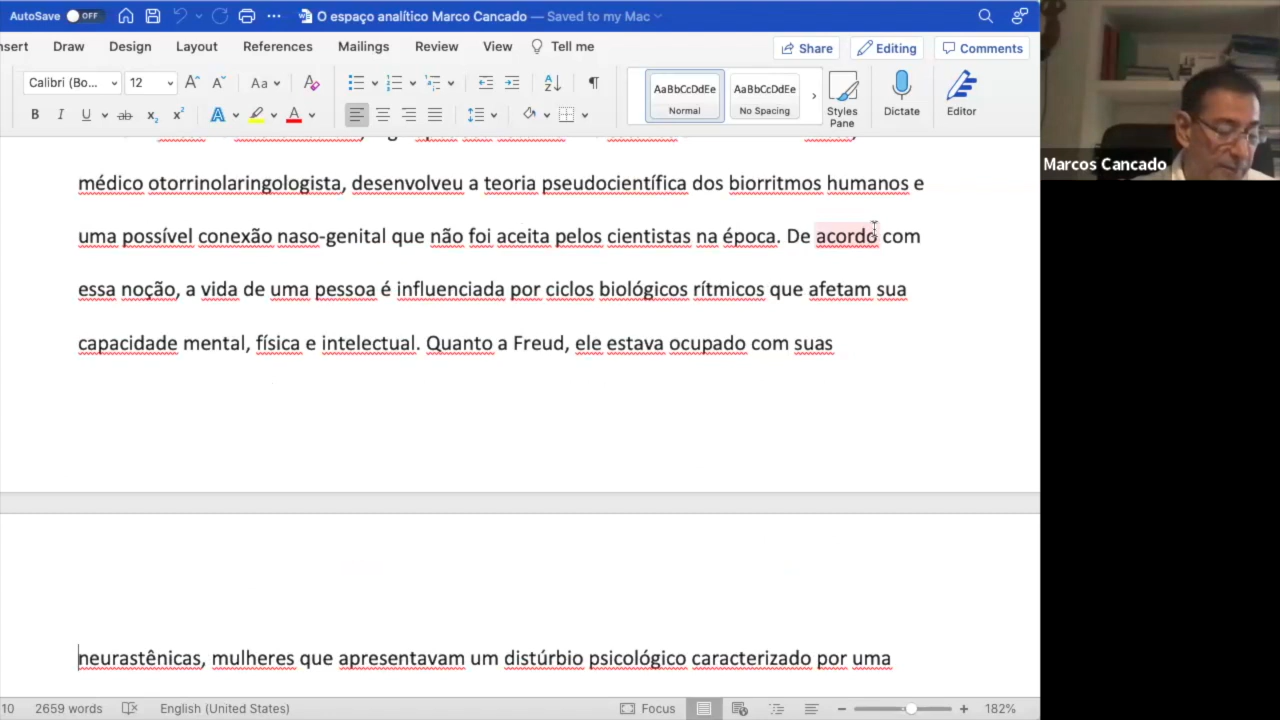 AutoSave OFF O espaço analítico Marco Cancado — Saved to my Mac
nsert Draw Design Layout References Mailings Review View Tell me Share Editing Comments
Calibri (Bo... 12 A A Aa A AaBbCcDdEe AaBbCcDdEe
Normal No Spacing Styles Pane Dictate Editor
B I U ab x2 x2 A A
médico otorrinolaringologista, desenvolveu a teoria pseudocientífica dos biorritmos humanos e
uma possível conexão naso-genital que não foi aceita pelos cientistas na época. De acordo com
essa noção, a vida de uma pessoa é influenciada por ciclos biológicos rítmicos que afetam sua
capacidade mental, física e intelectual. Quanto a Freud, ele estava ocupado com suas
neurastênicas, mulheres que apresentavam um distúrbio psicológico caracterizado por uma
10 2659 words English (United States) Focus 182%
Marcos Cancado